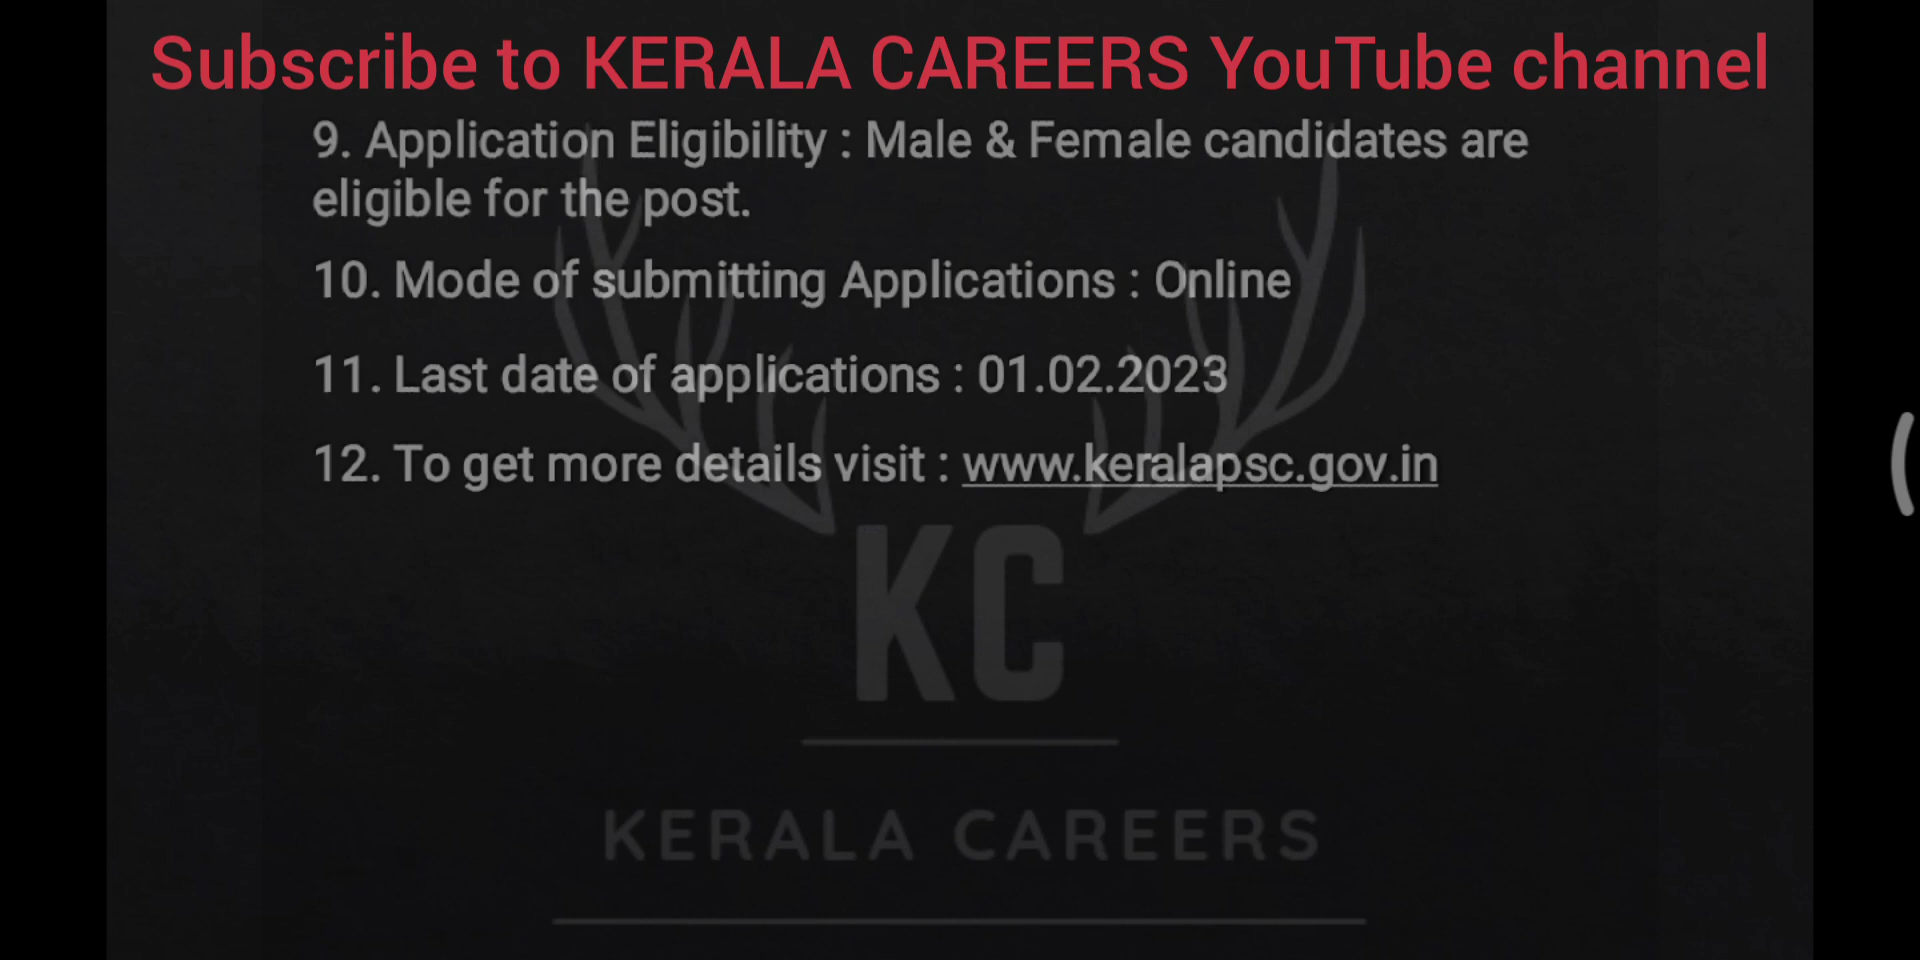 Subscribe to KERALA CAREERS YouTube channel
9. Application Eligibility : Male & Female candidates are
eligible for the post.
10. Mode of submitting Applications : Online
11. Last date of applications : 01.02.2023
12. To get more details visit : www.keralapsc.gov.in
KC
KERALA CAREERS